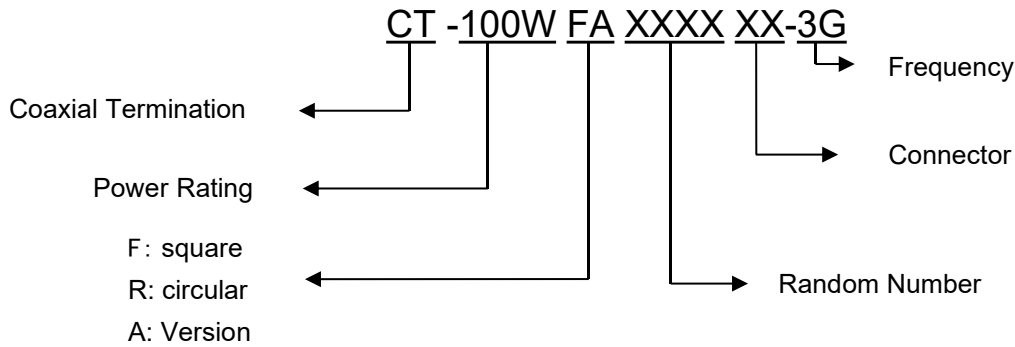 CT -100W FA XXXX XX-3G
Frequency
Coaxial Termination
Connector
Power Rating
F: square
R: circular
A: Version
Random Number